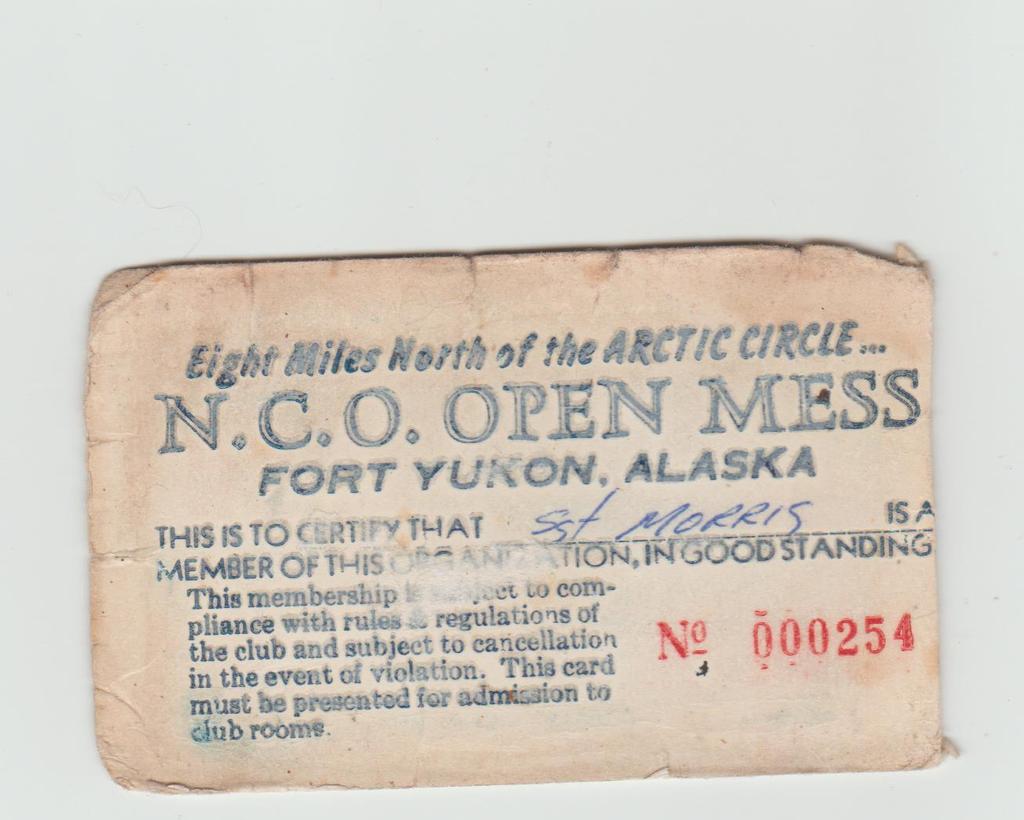 Eight Miles North of the ARCTIC CIRCLE...
N.C.O. OPEN MESS
FORT YUKON, ALASKA
THIS IS TO CERTIFY THAT Sgt MORRIS IS A
MEMBER OF THIS ORGANIZATION, IN GOOD STANDING
This membership is subject to com-
pliance with rules & regulations of
the club and subject to cancellation
in the event of violation. This card
must be presented for admission to
club rooms.
Nº 000254